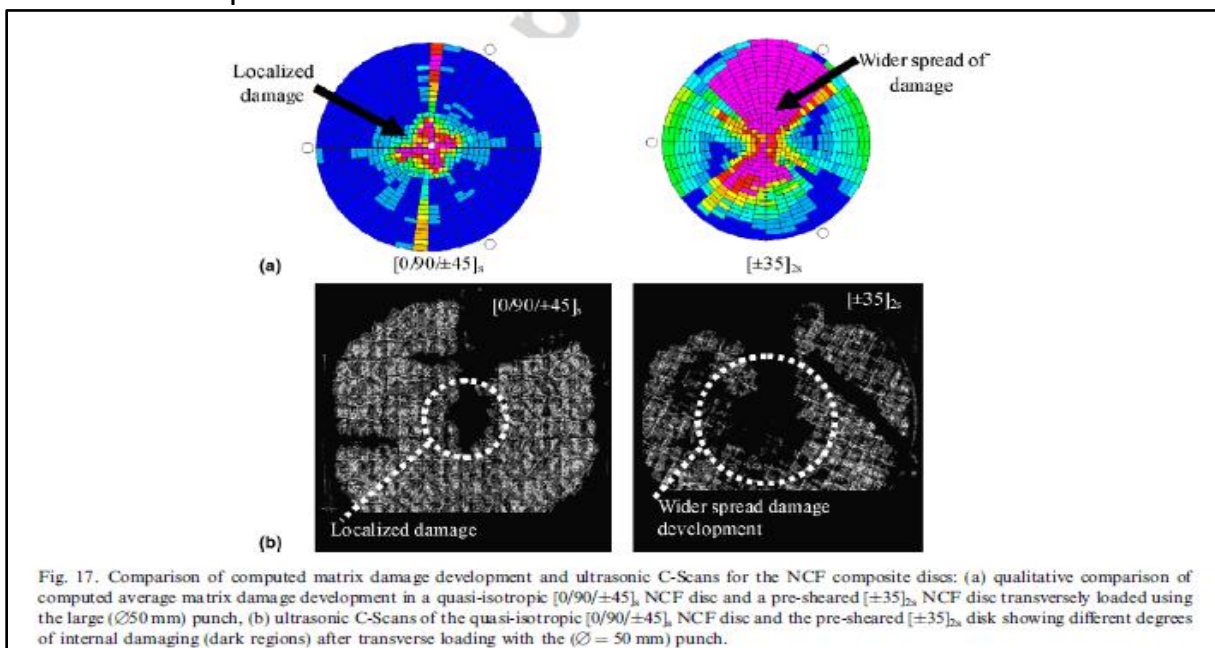 Localized
damage
Wider spread of
damage
(a)
[0/90/±45]s
[±35]2s
[0/90/±45]s
[±35]2s
Localized damage
Wider spread damage
development
(b)
Fig. 17. Comparison of computed matrix damage development and ultrasonic C-Scans for the NCF composite discs: (a) qualitative comparison of
computed average matrix damage development in a quasi-isotropic [0/90/±45]s NCF disc and a pre-sheared [±35]2s NCF disc transversely loaded using
the large (Ø50 mm) punch, (b) ultrasonic C-Scans of the quasi-isotropic [0/90/±45]s NCF disc and the pre-sheared [±35]2s disk showing different degrees
of internal damaging (dark regions) after transverse loading with the (Ø = 50 mm) punch.